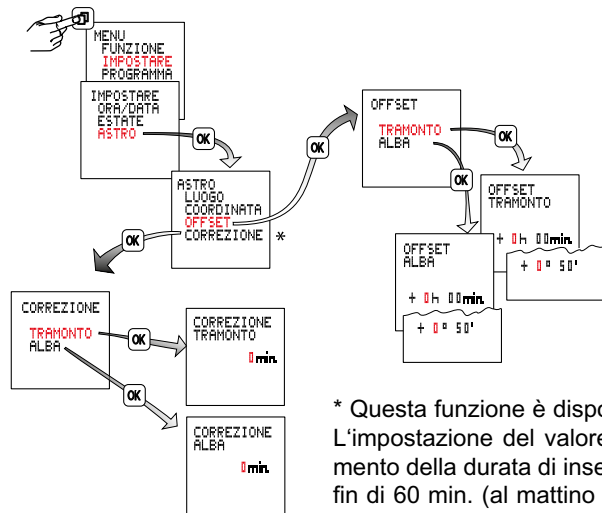 MENU
FUNZIONE
IMPOSTARE
PROGRAMMA
IMPOSTARE
ORA/DATA
ESTATE
ASTRO
OK
ASTRO
LUOGO
COORDINATA
OFFSET
CORREZIONE *
OK
OK
OFFSET
TRAMONTO
ALBA
OK
OK
OFFSET
TRAMONTO
+ 0h 00min.
+ 0° 50'
OFFSET
ALBA
+ 0h 00min.
+ 0° 50'
CORREZIONE
TRAMONTO
ALBA
OK
OK
CORREZIONE
TRAMONTO
0min.
CORREZIONE
ALBA
0min.
* Questa funzione è dispo
L‘impostazione del valore
mento della durata di inse
fin di 60 min. (al mattino